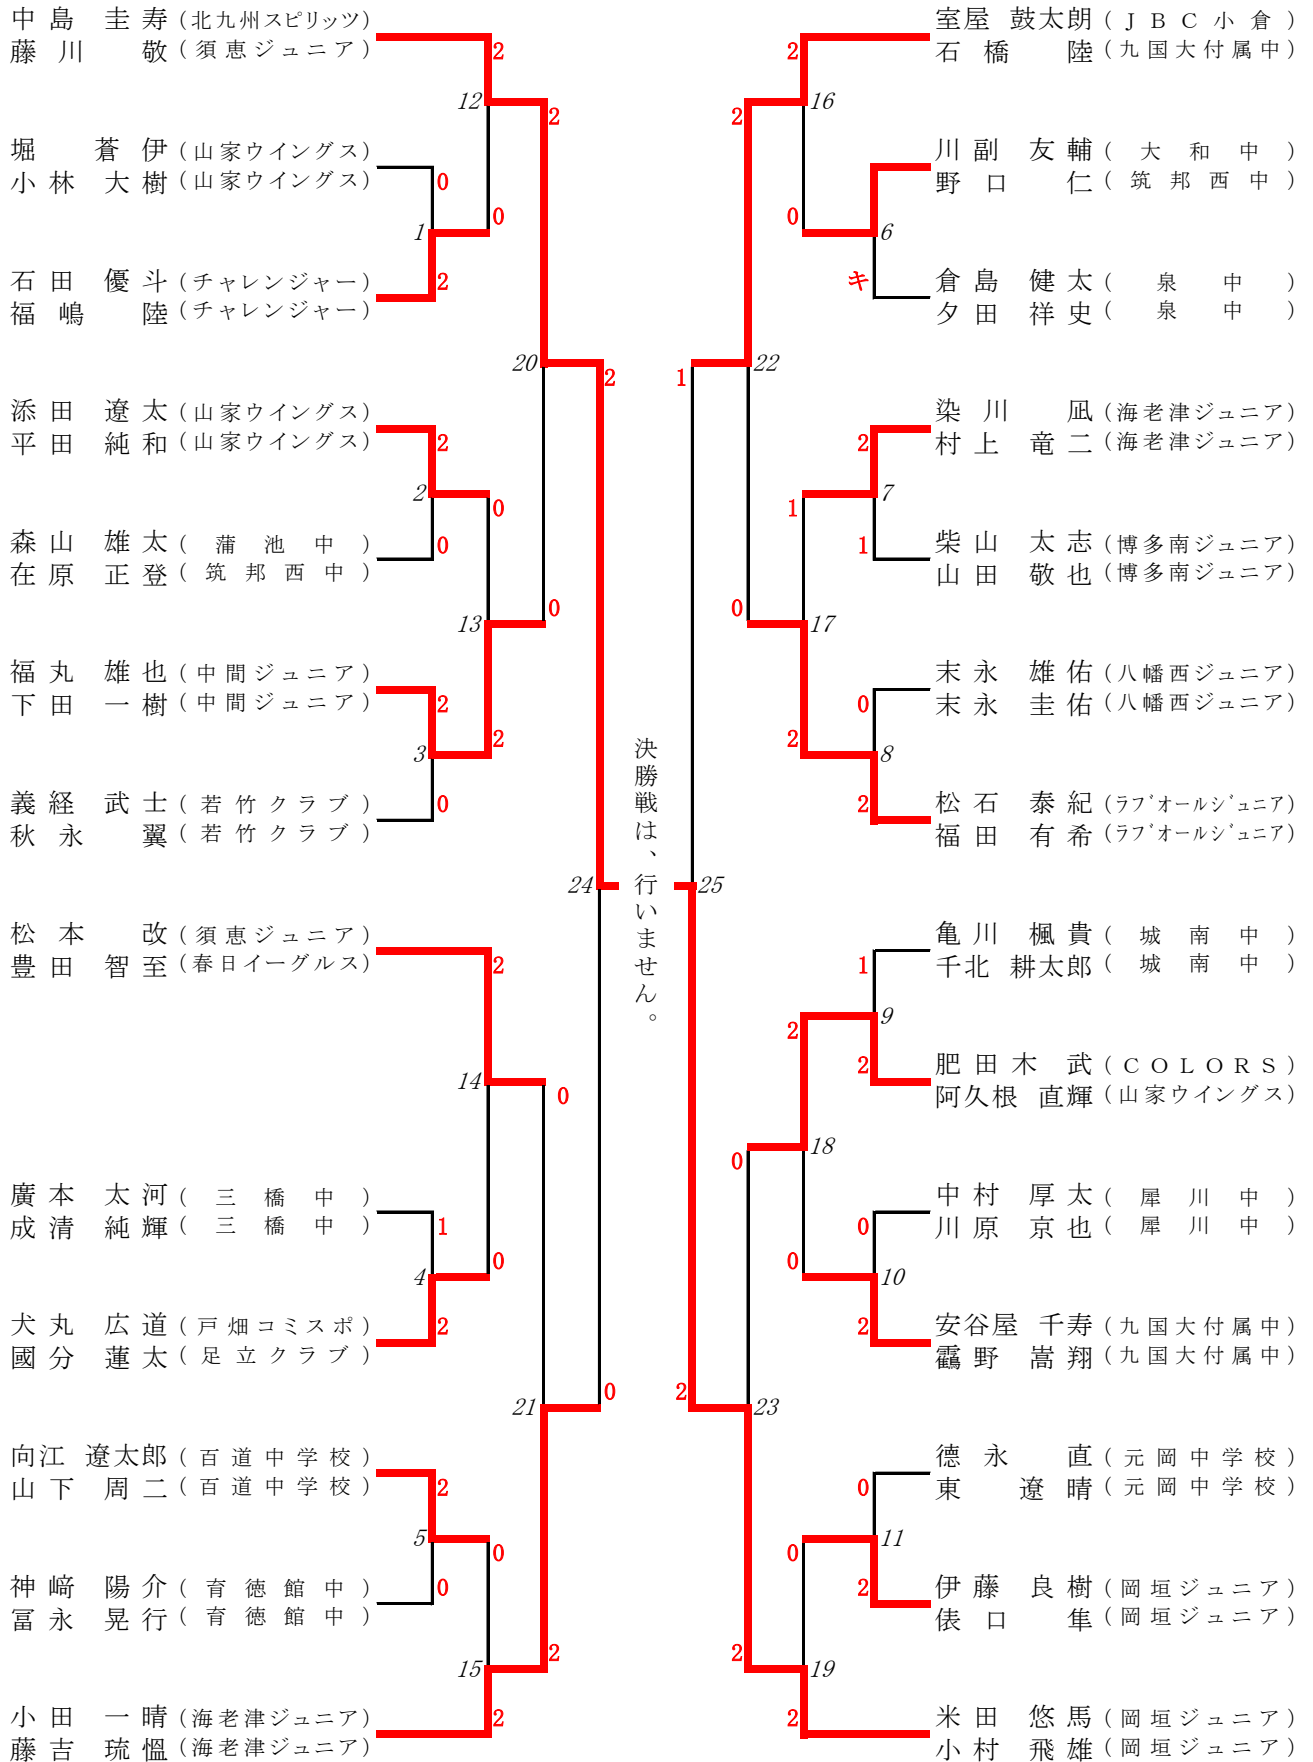 中島 圭寿 (北九州スピリッツ)
藤川 敬 (須恵ジュニア)
2
12
2
堀 蒼伊 (山家ウイングス)
小林 大樹 (山家ウイングス)
0
0
1
石田 優斗 (チャレンジャー)
福嶋 陸 (チャレンジャー)
2
20
2
添田 遼太 (山家ウイングス)
平田 純和 (山家ウイングス)
2
2
0
森山 雄太 (蒲池中)
在原 正登 (筑邦西中)
0
13
0
福丸 雄也 (中間ジュニア)
下田 一樹 (中間ジュニア)
2
3
2
義経 武士 (若竹クラブ)
秋永 翼 (若竹クラブ)
0
24
松本 改 (須恵ジュニア)
豊田 智至 (春日イーグルス)
2
14
0
廣本 太河 (三橋中)
成清 純輝 (三橋中)
1
0
4
犬丸 広道 (戸畑コミスポ)
國分 蓮太 (足立クラブ)
2
21
0
向江 遼太郎 (百道中学校)
山下 周二 (百道中学校)
2
5
0
神﨑 陽介 (育徳館中)
冨永 晃行 (育徳館中)
0
15
2
小田 一晴 (海老津ジュニア)
藤吉 琉慍 (海老津ジュニア)
2
決勝戦は、行いません。
室屋 鼓太朗 (JBC小倉)
石橋 陸 (九国大付属中)
2
16
2
川副 友輔 (大和中)
野口 仁 (筑邦西中)
0
6
キ
倉島 健太 (泉中)
夕田 祥史 (泉中)
22
1
染川 凪 (海老津ジュニア)
村上 竜二 (海老津ジュニア)
2
7
1
1
柴山 太志 (博多南ジュニア)
山田 敬也 (博多南ジュニア)
17
0
末永 雄佑 (八幡西ジュニア)
末永 圭佑 (八幡西ジュニア)
0
8
2
松石 泰紀 (ラブオールジュニア)
福田 有希 (ラブオールジュニア)
2
25
亀川 楓貴 (城南中)
千北 耕太郎 (城南中)
1
9
2
肥田木 武 (COLORS)
阿久根 直輝 (山家ウイングス)
2
18
0
中村 厚太 (犀川中)
川原 京也 (犀川中)
0
10
0
安谷屋 千寿 (九国大付属中)
靍野 嵩翔 (九国大付属中)
2
23
2
德永 直 (元岡中学校)
東 遼晴 (元岡中学校)
0
11
0
伊藤 良樹 (岡垣ジュニア)
俵口 隼 (岡垣ジュニア)
2
19
2
米田 悠馬 (岡垣ジュニア)
小村 飛雄 (岡垣ジュニア)
2